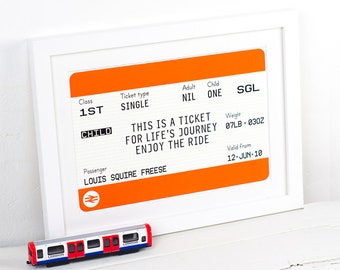 Class
Ticket type
Adult
Child
1ST
SINGLE
NIL
ONE
SGL
CHILD
THIS IS A TICKET
FOR LIFE'S JOURNEY
ENJOY THE RIDE
Weight
07LB·03OZ
Passenger
Valid from
LOUIS SQUIRE FREESE
12·JUN·10